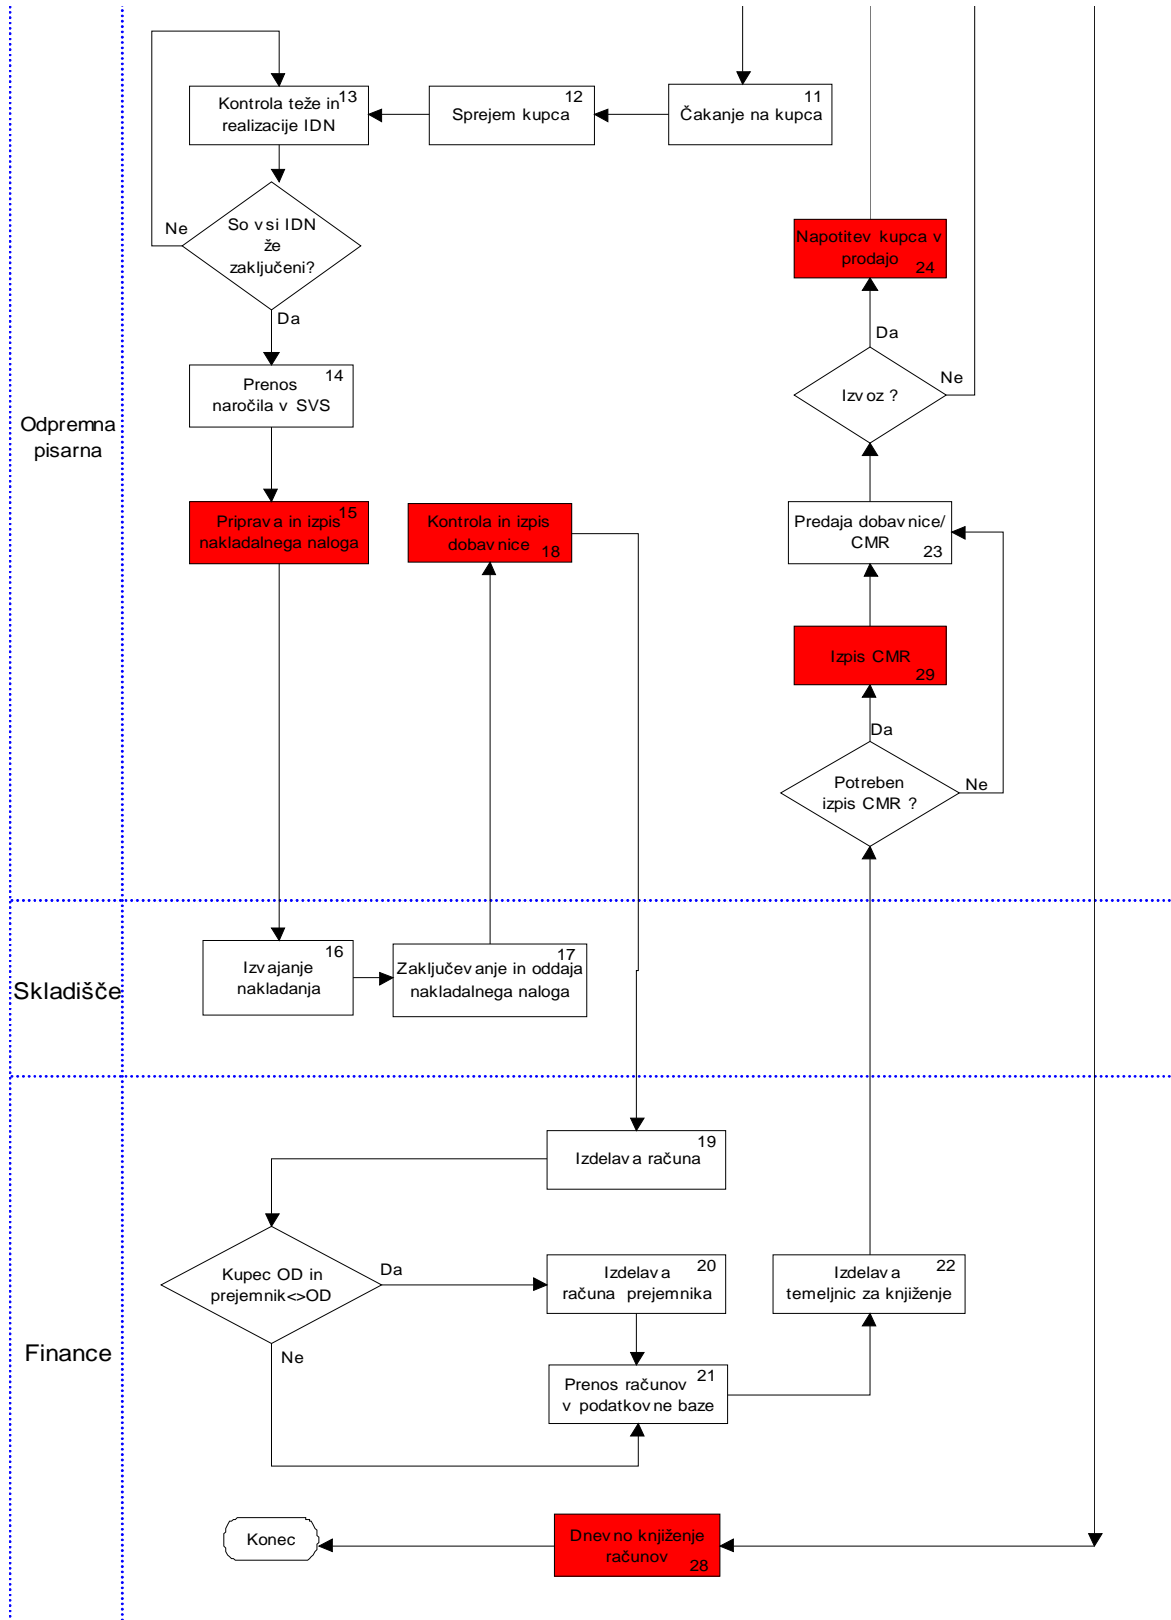 13
Kontrola teže in
realizacije IDN
12
Sprejem kupca
11
Čakanje na kupca
So vsi IDN
že
zaključeni?
Ne
Da
Napotitev kupca v
prodajo
24
Da
Ne
Izvoz ?
14
Prenos
naročila v SVS
Odpremna
pisarna
15
Priprava in izpis
nakladalnega naloga
Kontrola in izpis
dobavnice
18
Predaja dobavnice/
CMR
23
Izpis CMR
29
Da
Potreben
izpis CMR ?
Ne
Skladišče
16
Izvajanje
nakladanja
17
Zaključevanje in oddaja
nakladalnega naloga
19
Izdelava računa
Kupec OD in
prejemnik<>OD
Da
Ne
20
Izdelava
računa prejemnika
22
Izdelava
temeljnic za knjiženje
Finance
21
Prenos računov
v podatkovne baze
Konec
Dnevno knjiženje
računov
28